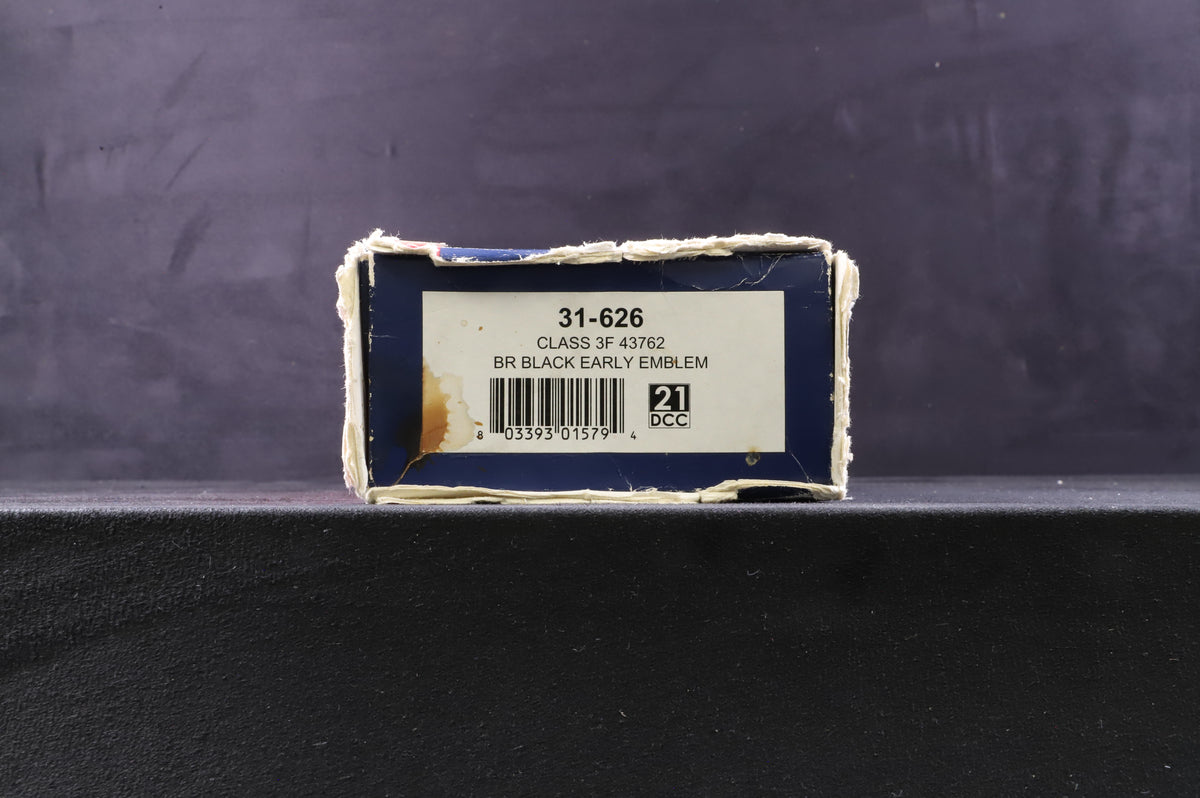 31-626
CLASS 3F 43762
BR BLACK EARLY EMBLEM
21
DCC
8 03393 01579 4